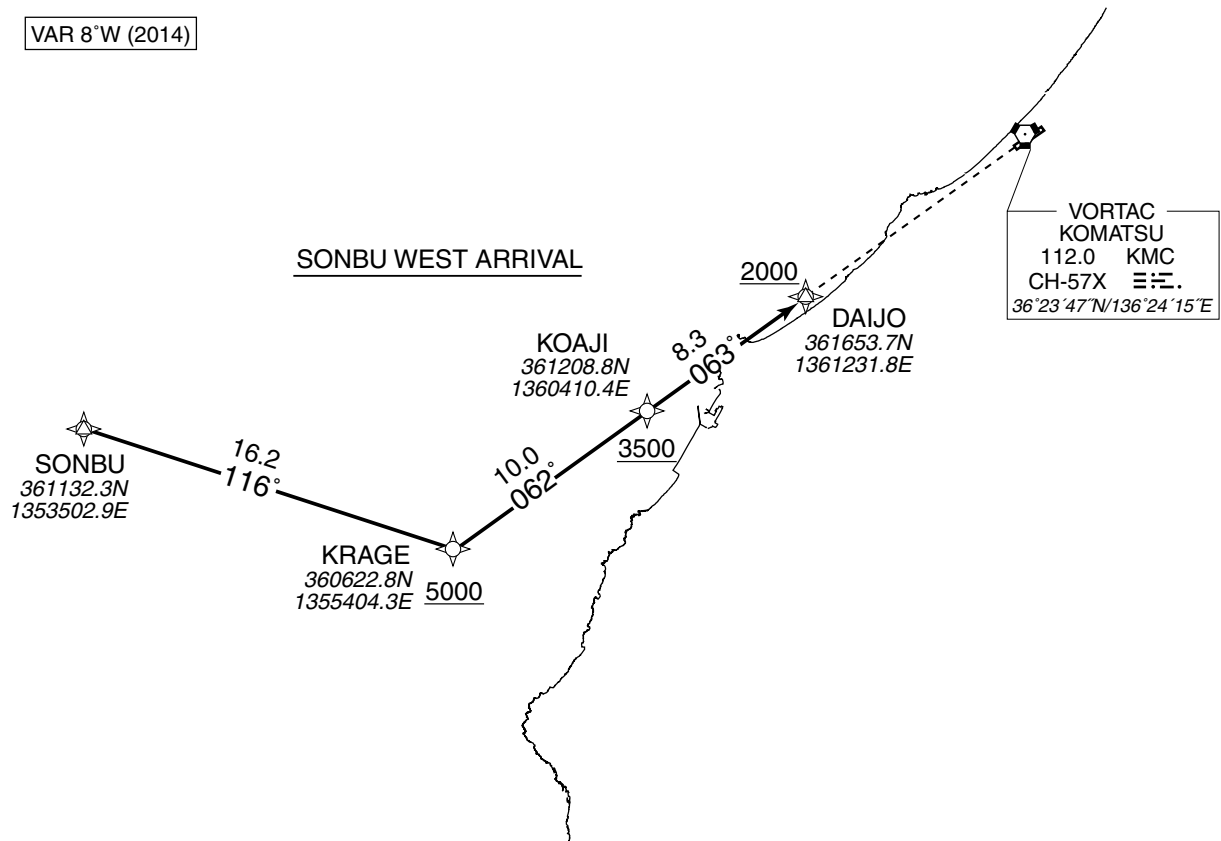 VAR 8°W (2014)
VORTAC
KOMATSU
112.0 KMC
CH-57X
36°23´47˝N/136°24´15˝E
SONBU WEST ARRIVAL
2000
DAIJO
361653.7N
1361231.8E
8.3
063°
KOAJI
361208.8N
1360410.4E
3500
10.0
062°
16.2
116°
SONBU
361132.3N
1353502.9E
KRAGE
360622.8N
1355404.3E
5000